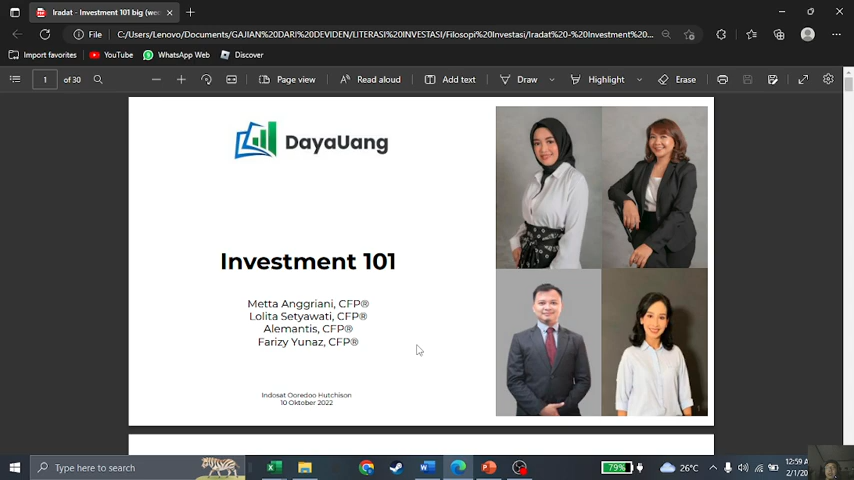 Iradat - Investment 101 big (wec
File
C:/Users/Lenovo/Documents/GAJIAN%20DARI%20DEVIDEN/LITERASI%20INVESTASI/Filosopi%20Investasi/Iradat%20-%20Investment%20...
Import favorites
YouTube
WhatsApp Web
Discover
1 of 30
Page view
Read aloud
Add text
Draw
Highlight
Erase
DayaUang
Investment 101
Metta Anggriani, CFP®
Lolita Setyawati, CFP®
Alemantis, CFP®
Farizy Yunaz, CFP®
Indosat Ooredoo Hutchison
10 Oktober 2022
Type here to search
79%
26°C
12:59 A
2/1/20